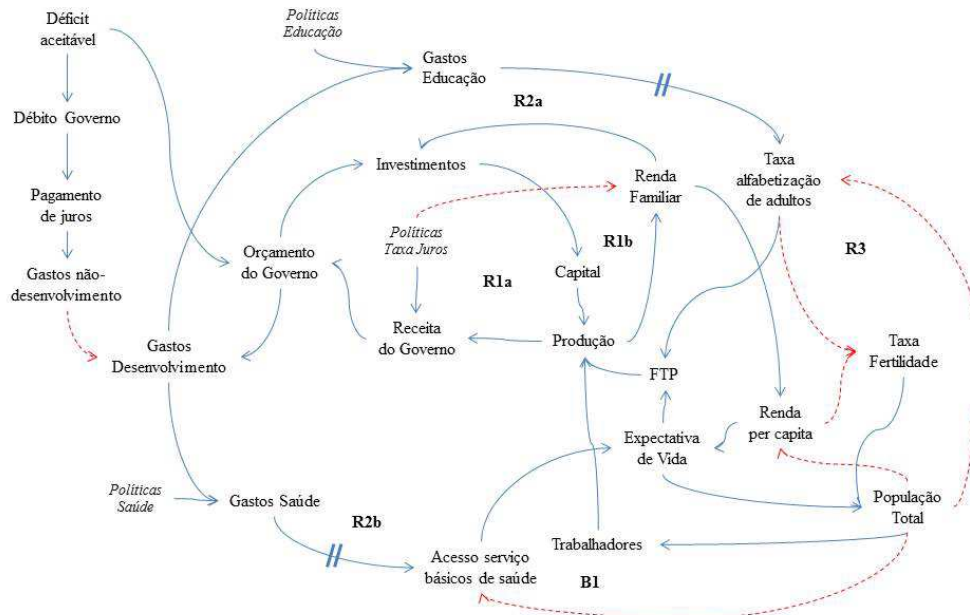 Déficit
aceitável
Políticas
Educação
Gastos
Educação
R2a
Débito Governo
Investimentos
Renda
Familiar
Taxa
alfabetização
de adultos
Pagamento
de juros
Políticas
Taxa Juros
R1b
R3
Orçamento
do Governo
Gastos não-
desenvolvimento
R1a
Capital
Receita
do Governo
Produção
Taxa
Fertilidade
Gastos
Desenvolvimento
FTP
Renda
per capita
Expectativa
de Vida
Políticas
Saúde
Gastos Saúde
R2b
População
Total
Acesso serviço
básicos de saúde
Trabalhadores
B1